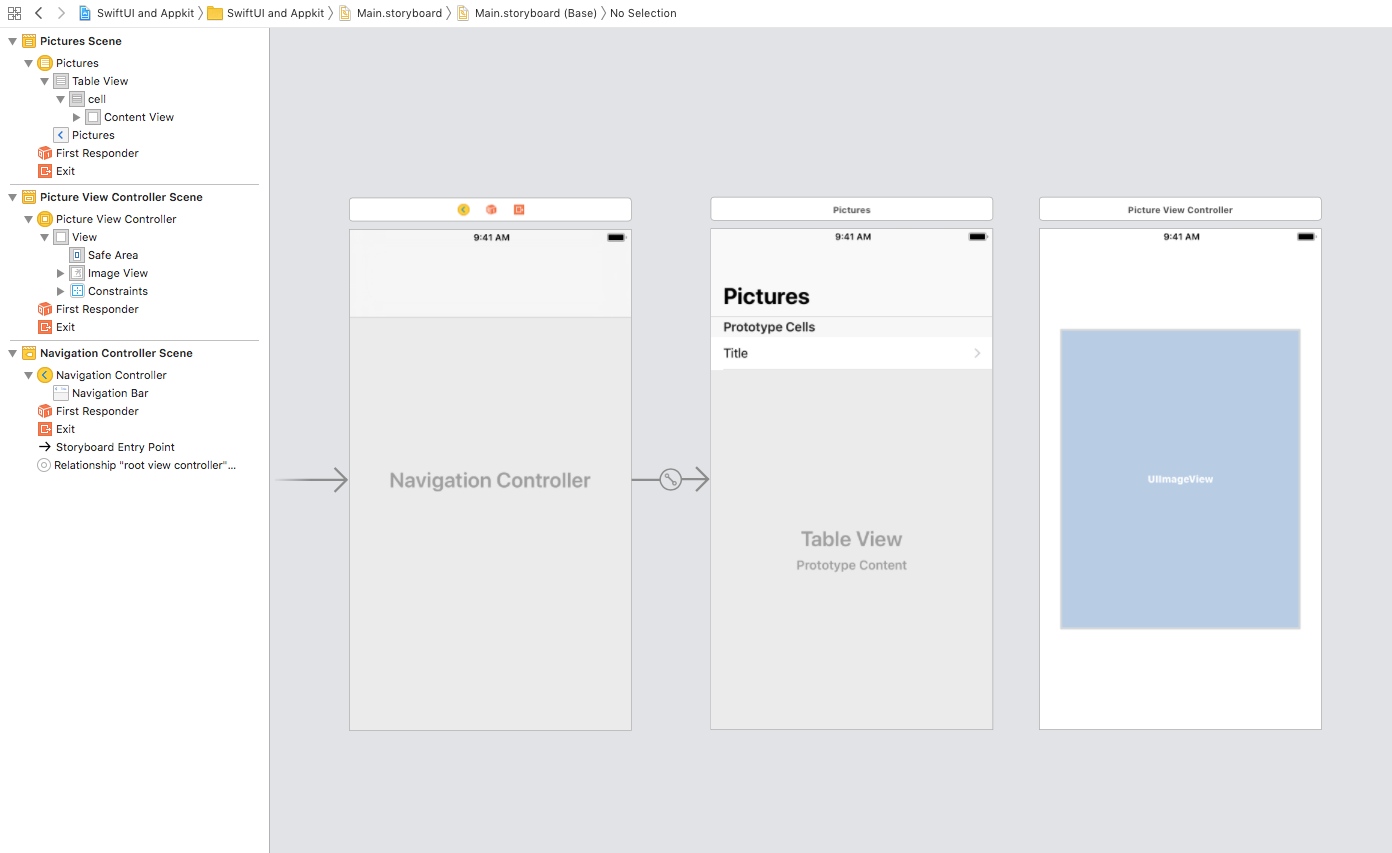 SwiftUI and Appkit SwiftUI and Appkit Main.storyboard Main.storyboard (Base) No Selection
Pictures Scene
Pictures
Table View
cell
Content View
Pictures
First Responder
Exit
Picture View Controller Scene
Picture View Controller
View
Safe Area
Image View
Constraints
First Responder
Exit
Navigation Controller Scene
Navigation Controller
Navigation Bar
First Responder
Exit
Storyboard Entry Point
Relationship "root view controller"...
9:41 AM
Navigation Controller
Pictures
9:41 AM
Pictures
Prototype Cells
Title
Table View
Prototype Content
Picture View Controller
9:41 AM
UIImageView